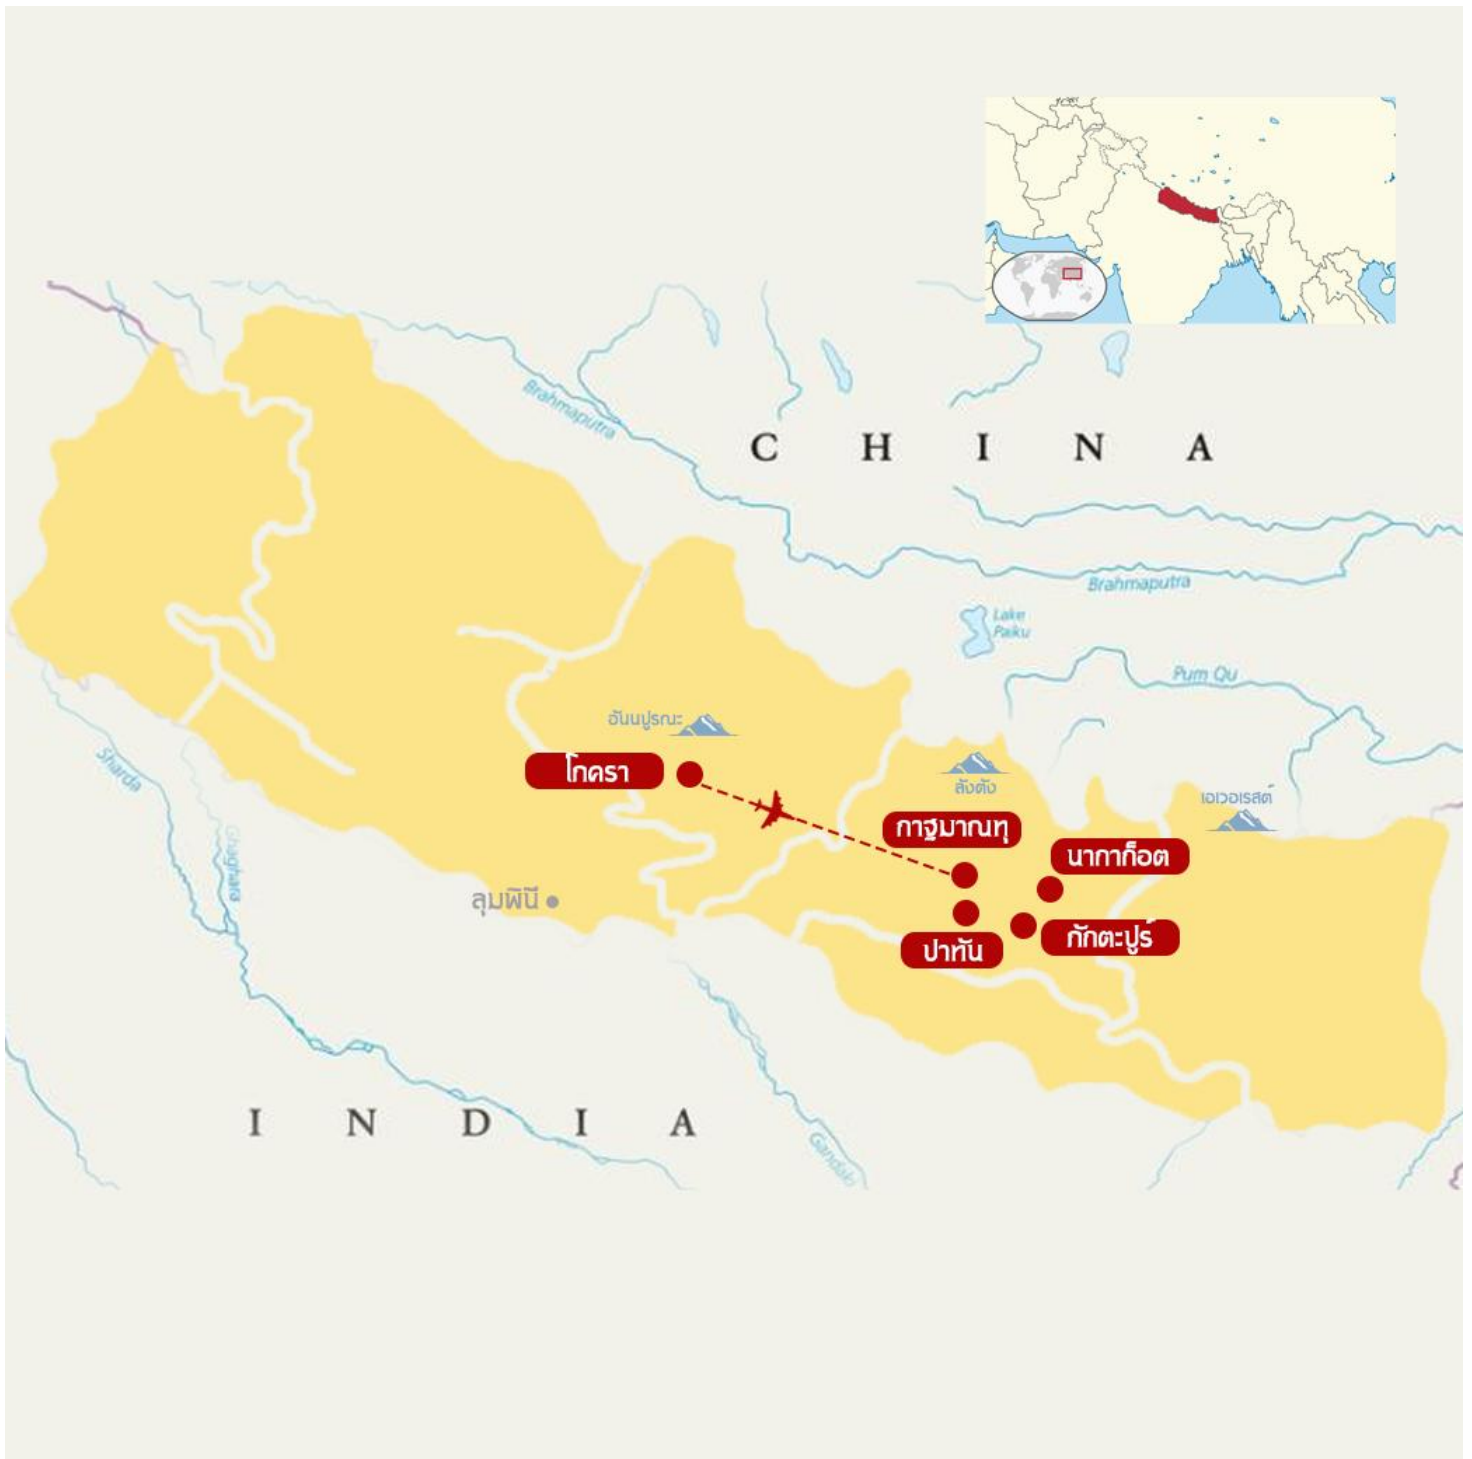 Brahmaputra
C H I N A
Brahmaputra
Lake
Paiku
Pum Qu
อันนปูรณะ
โกครา
ลังตัง
เอเวอเรสต์
กาฐมาณฑุ
นากาก็อต
Sharda
Ghaghara
ลุมพินี
ปาทัน
ภักตะปูร์
I N D I A
Gandaki